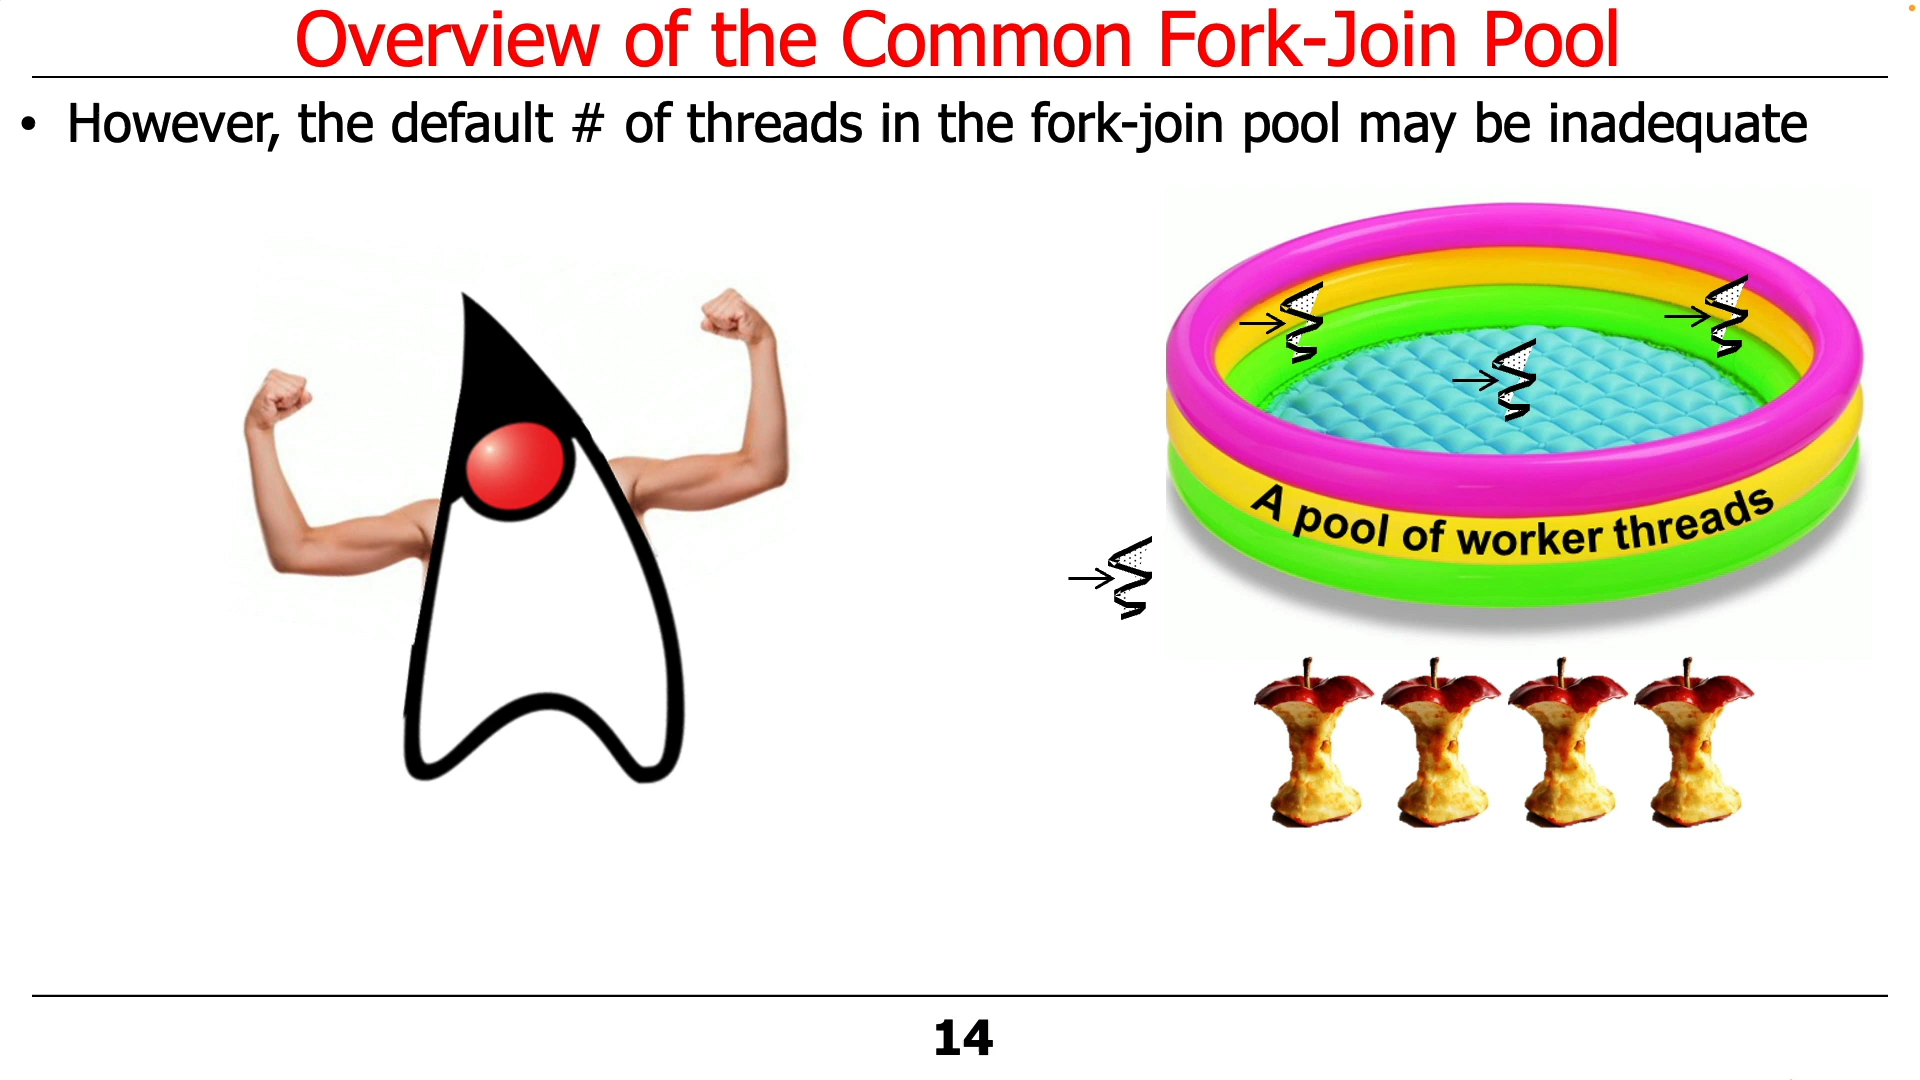 Overview of the Common Fork-Join Pool
• However, the default # of threads in the fork-join pool may be inadequate
A pool of worker threads
14